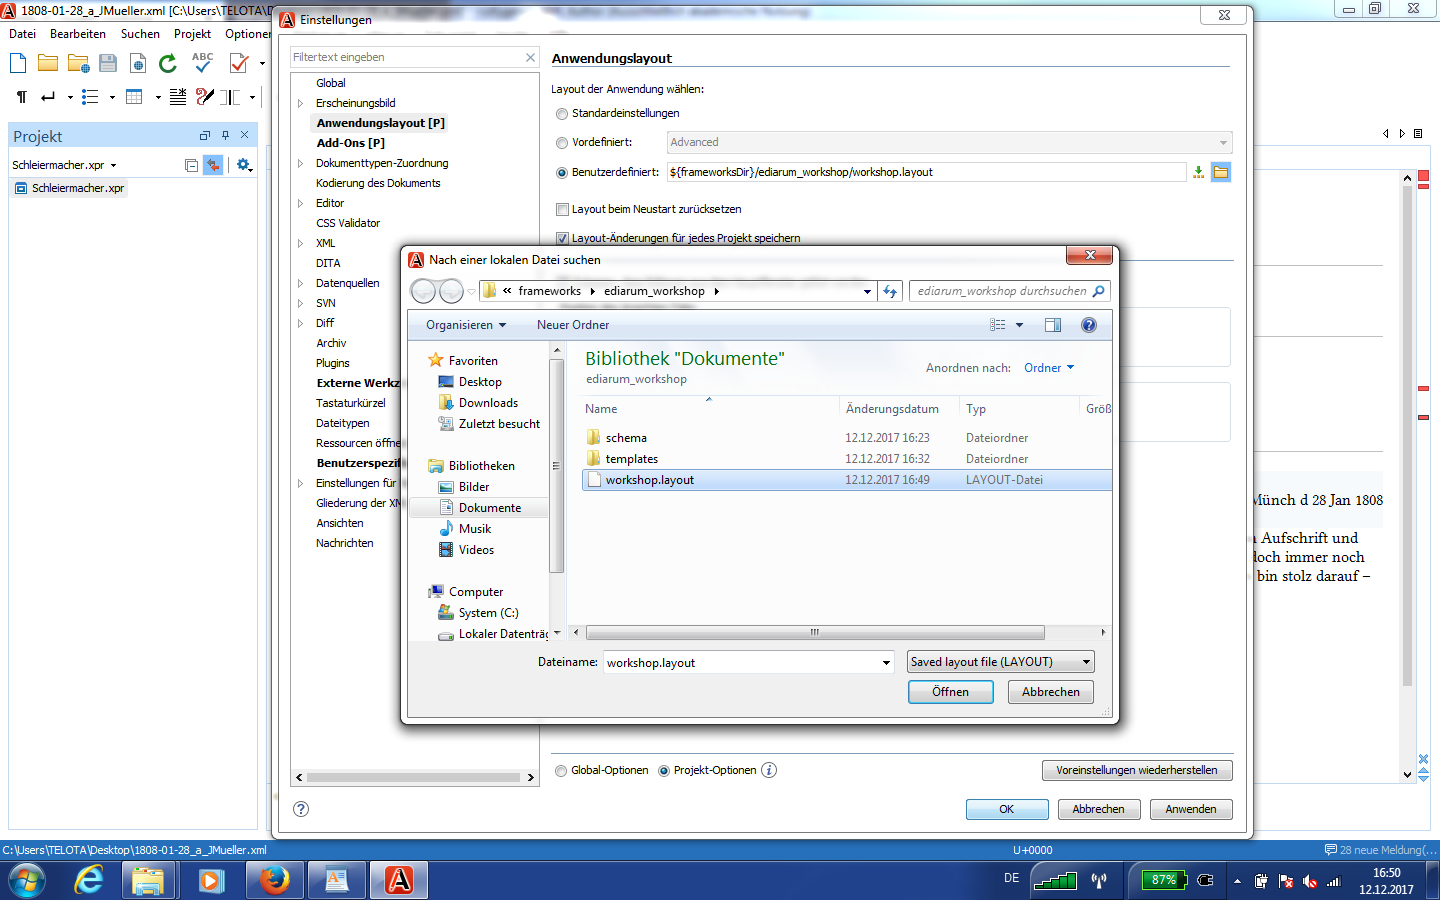 1808-01-28_a_JMueller.xml [C:\Users\TELOTA\Desktop\
Einstellungen
Datei Bearbeiten Suchen Projekt Optionen
ABC
Projekt
Schleiermacher.xpr
Schleiermacher.xpr
Filtertext eingeben
Global
Erscheinungsbild
Anwendungslayout [P]
Add-Ons [P]
Dokumenttypen-Zuordnung
Kodierung des Dokuments
Editor
CSS Validator
XML
DITA
Datenquellen
SVN
Diff
Archiv
Plugins
Externe Werkz
Tastaturkürzel
Dateitypen
Ressourcen öffne
Benutzerspezifi
Einstellungen für
Gliederung der XM
Ansichten
Nachrichten
Anwendungslayout
Layout der Anwendung wählen:
Standardeinstellungen
Vordefiniert: Advanced
Benutzerdefiniert: ${frameworksDir}/ediarum_workshop/workshop.layout
Layout beim Neustart zurücksetzen
Layout-Änderungen für jedes Projekt speichern
Nach einer lokalen Datei suchen
« frameworks ediarum_workshop
ediarum_workshop durchsuchen
Organisieren Neuer Ordner
Favoriten
Desktop
Downloads
Zuletzt besucht
Bibliotheken
Bilder
Dokumente
Musik
Videos
Computer
System (C:)
Lokaler Datenträg
Bibliothek "Dokumente"
ediarum_workshop
Anordnen nach: Ordner
Name Änderungsdatum Typ Größ
schema 12.12.2017 16:23 Dateiordner
templates 12.12.2017 16:32 Dateiordner
workshop.layout 12.12.2017 16:49 LAYOUT-Datei
Dateiname: workshop.layout Saved layout file (LAYOUT)
Öffnen Abbrechen
Münch d 28 Jan 1808
n Aufschrift und
doch immer noch
bin stolz darauf –
Global-Optionen Projekt-Optionen Voreinstellungen wiederherstellen
OK Abbrechen Anwenden
C:\Users\TELOTA\Desktop\1808-01-28_a_JMueller.xml U+0000 28 neue Meldung(...
DE 87% 16:50
12.12.2017